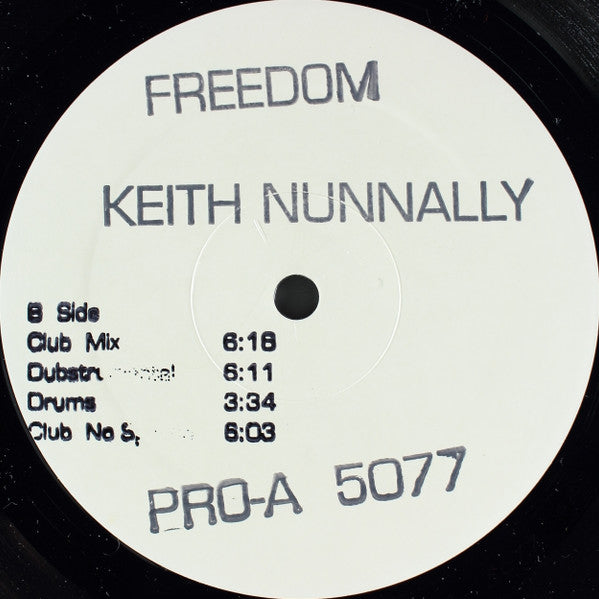 FREEDOM
KEITH NUNNALLY
B Side
Club Mix 6:18
6:11
Drums 3:34
Club No 6:03
PRO-A 5077